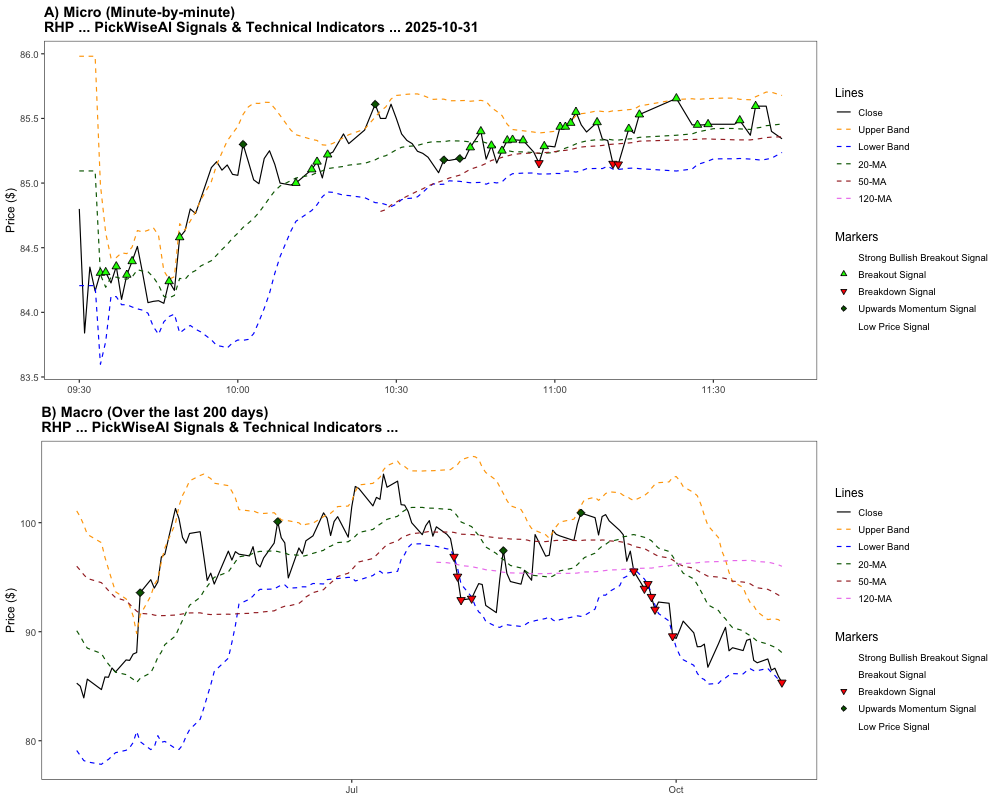 A) Micro (Minute-by-minute)
RHP ... PickWiseAI Signals & Technical Indicators ... 2025-10-31
Price ($)
86.0
85.5
85.0
84.5
84.0
83.5
09:30
10:00
10:30
11:00
11:30
Lines
Close
Upper Band
Lower Band
20-MA
50-MA
120-MA
Markers
Strong Bullish Breakout Signal
Breakout Signal
Breakdown Signal
Upwards Momentum Signal
Low Price Signal
B) Macro (Over the last 200 days)
RHP ... PickWiseAI Signals & Technical Indicators ...
Price ($)
100
90
80
Jul
Oct
Lines
Close
Upper Band
Lower Band
20-MA
50-MA
120-MA
Markers
Strong Bullish Breakout Signal
Breakout Signal
Breakdown Signal
Upwards Momentum Signal
Low Price Signal